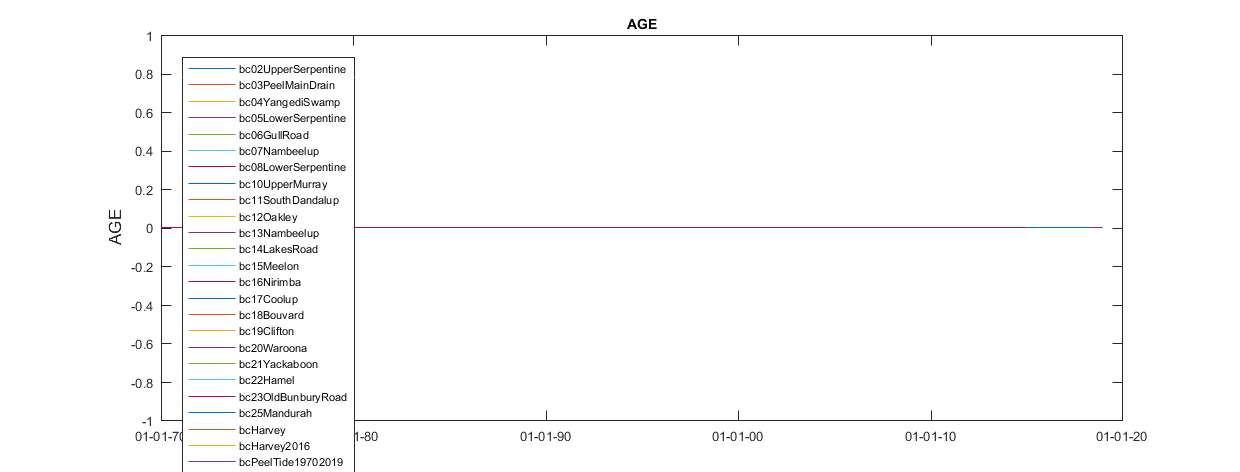 AGE
1
0.8
0.6
0.4
0.2
0
-0.2
-0.4
-0.6
-0.8
-1
AGE
bc02UpperSerpentine
bc03PeelMainDrain
bc04YangediSwamp
bc05LowerSerpentine
bc06GullRoad
bc07Nambeelup
bc08LowerSerpentine
bc10UpperMurray
bc11SouthDandalup
bc12Oakley
bc13Nambeelup
bc14LakesRoad
bc15Meelon
bc16Nirimba
bc17Coolup
bc18Bouvard
bc19Clifton
bc20Waroona
bc21Yackaboon
bc22Hamel
bc23OldBunburyRoad
bc25Mandurah
bcHarvey
bcHarvey2016
bcPeelTide19702019
01-01-70 1-80 01-01-90 01-01-00 01-01-10 01-01-20